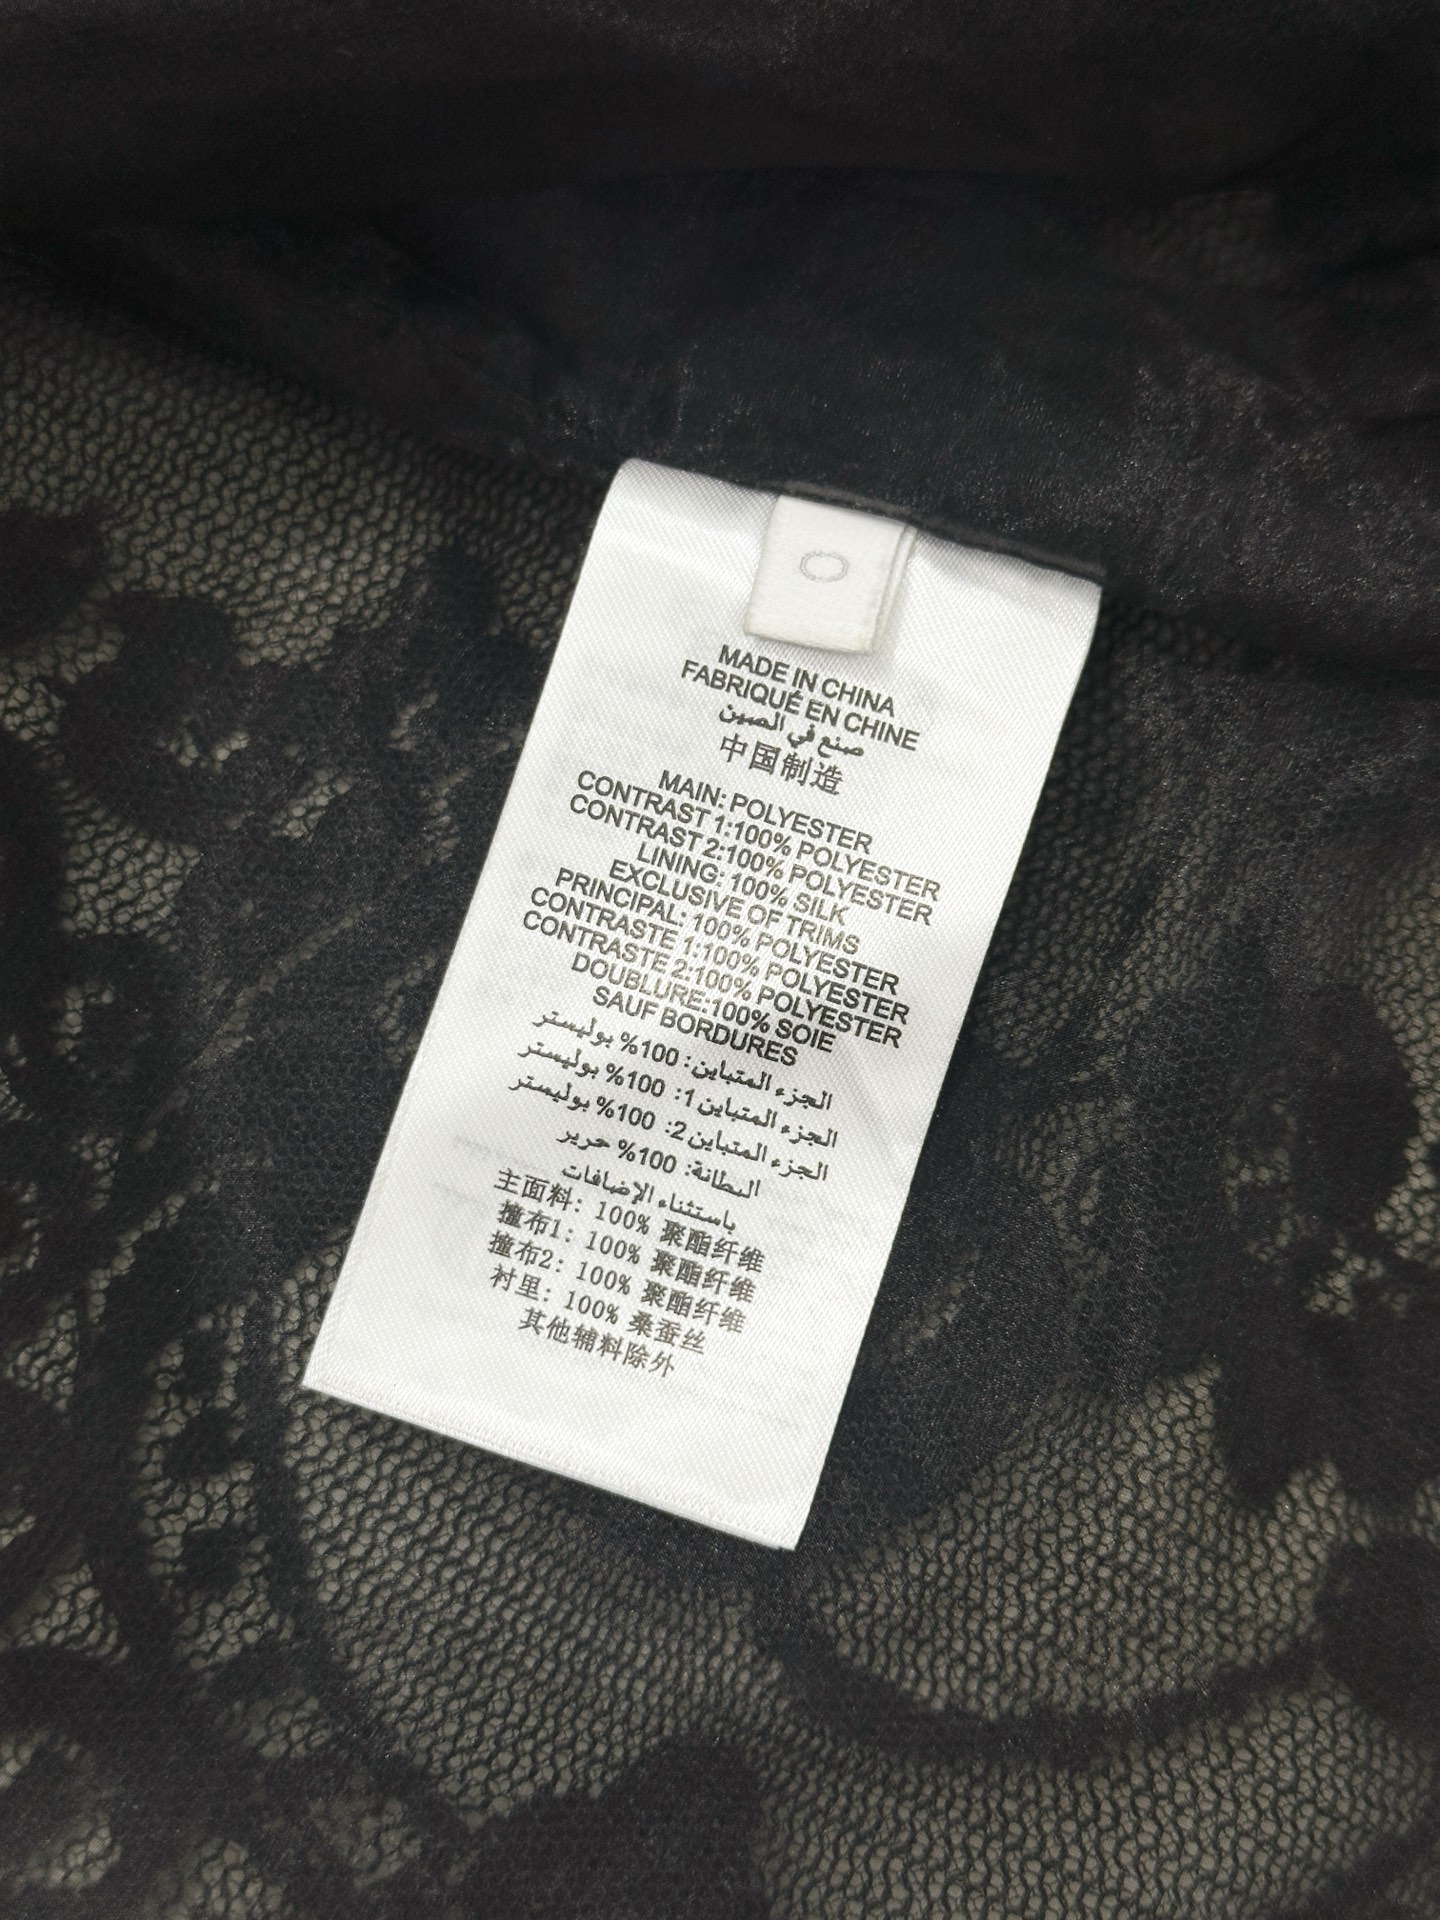 0
MADE IN CHINA
FABRIQUÉ EN CHINE
صنع في الصين
中国制造
MAIN: POLYESTER
CONTRAST 1:100% POLYESTER
CONTRAST 2:100% POLYESTER
LINING: 100% SILK
EXCLUSIVE OF TRIMS
PRINCIPAL: 100% POLYESTER
CONTRASTE 1:100% POLYESTER
CONTRASTE 2:100% POLYESTER
DOUBLURE:100% SOIE
SAUF BORDURES
الجزء المتباين: 100% بوليستر
الجزء المتباين 1: 100% بوليستر
الجزء المتباين 2: 100% بوليستر
البطانة: 100% حرير
باستثناء الإضافات
主面料: 100% 聚酯纤维
撞布1: 100% 聚酯纤维
撞布2: 100% 聚酯纤维
衬里: 100% 桑蚕丝
其他辅料除外